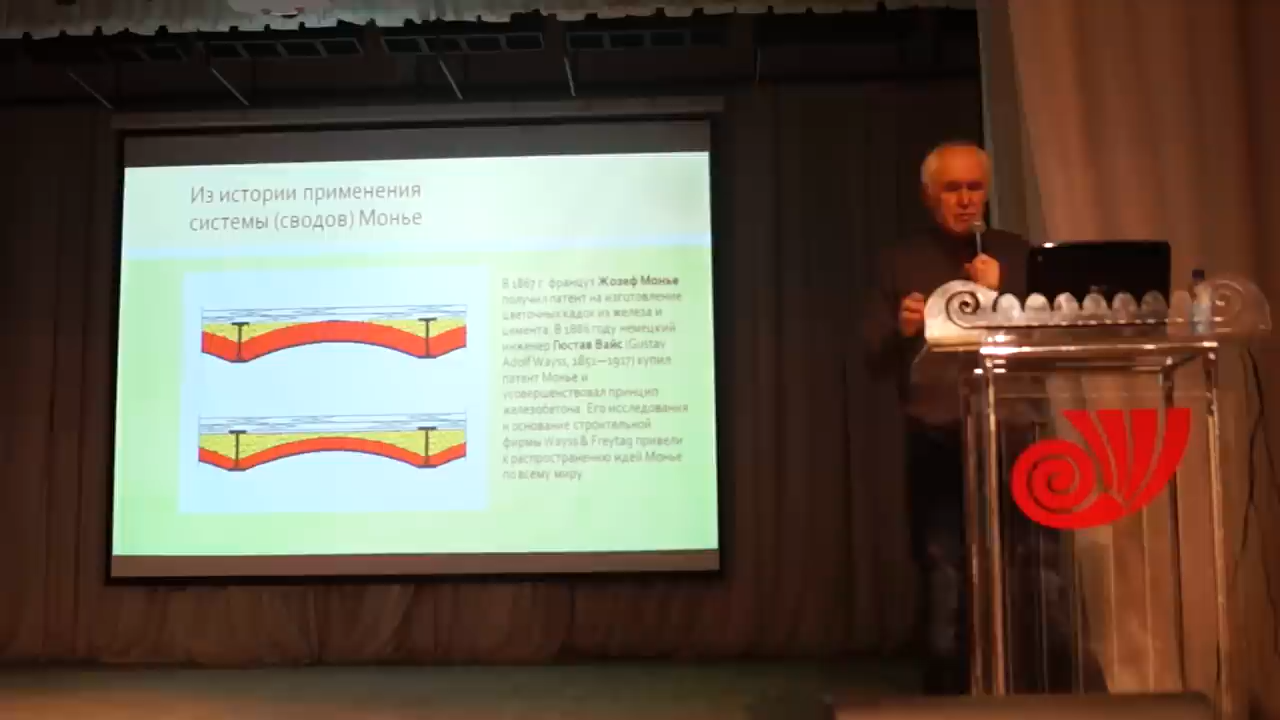 Из истории применения
системы (сводов) Монье
В 1867 г. француз Жозеф Монье
получил патент на изготовление
цветочных кадок из железа и
цемента. В 1886 году немецкий
инженер Гюстав Вайс (Gustav
Adolf Wayss, 1851—1917) купил
патент Монье и
усовершенствовал принцип
железобетона. Его исследования
и основание строительной
фирмы Wayss & Freytag привели
к распространению идей Монье
по всему миру.